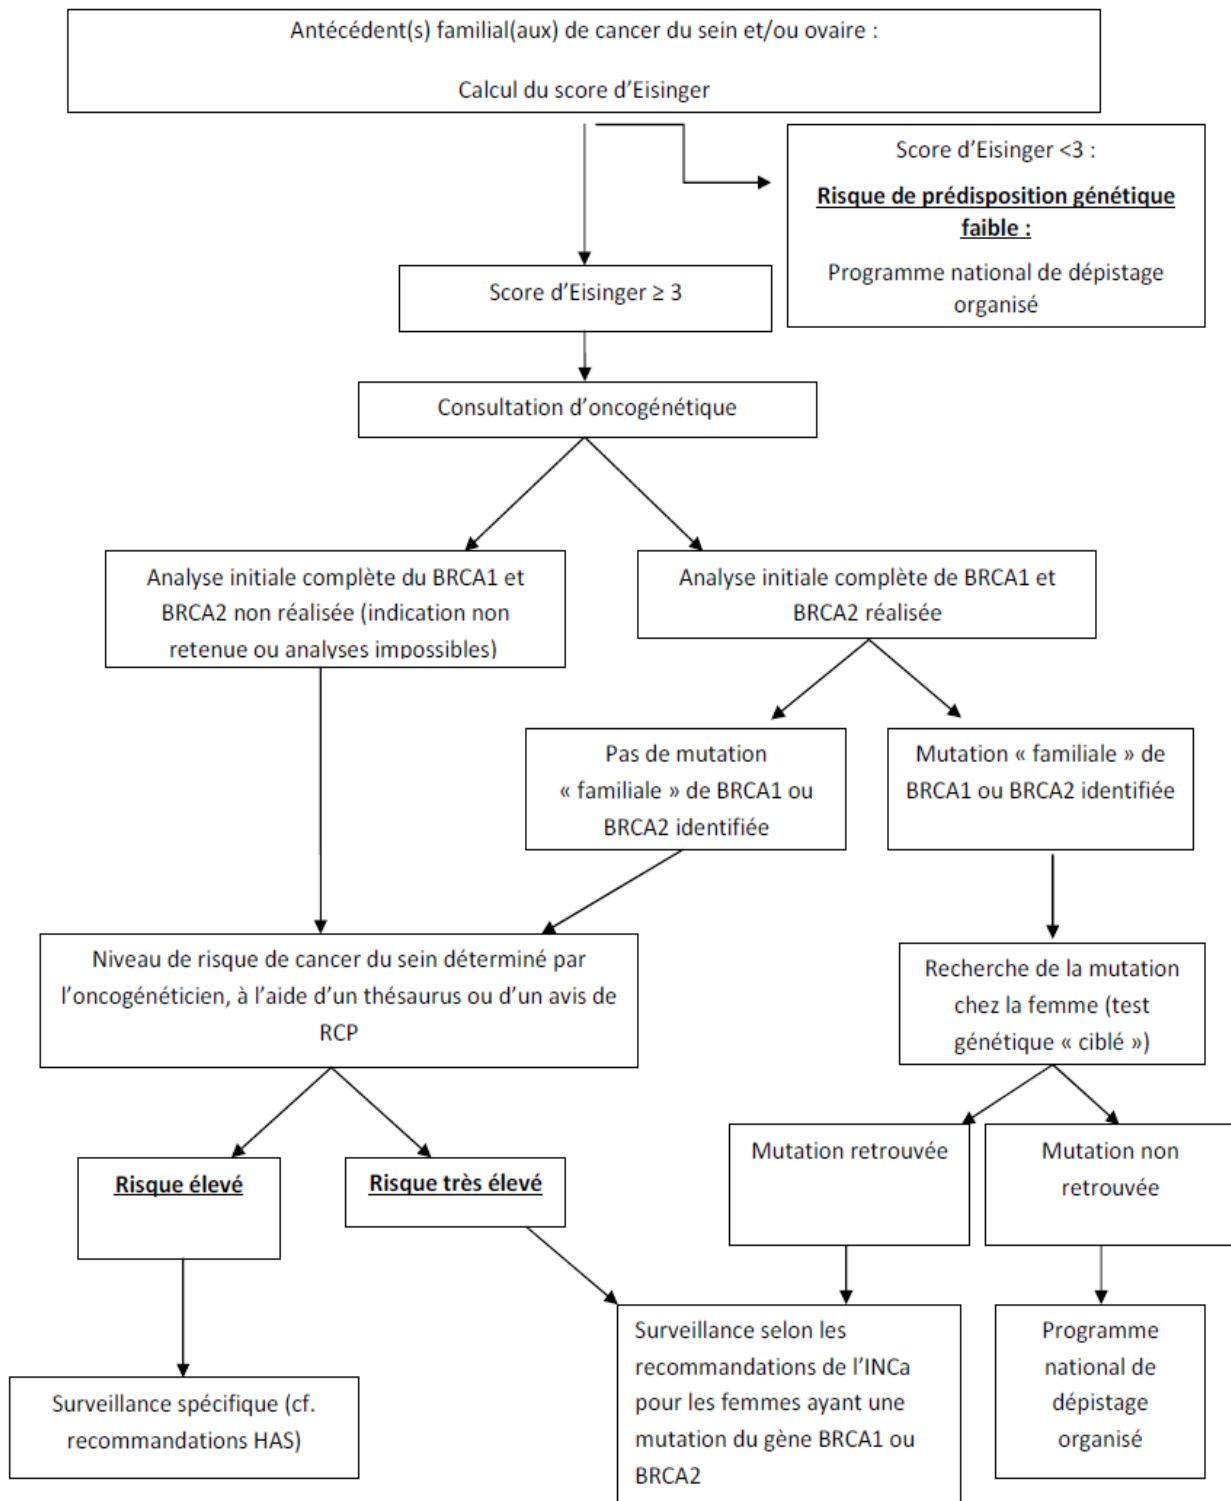 Antécédent(s) familial(aux) de cancer du sein et/ou ovaire :
Calcul du score d’Eisinger
Score d’Eisinger <3 :
Risque de prédisposition génétique
faible :
Programme national de dépistage
organisé
Score d’Eisinger ≥ 3
Consultation d’oncogénétique
Analyse initiale complète du BRCA1 et
BRCA2 non réalisée (indication non
retenue ou analyses impossibles)
Analyse initiale complète de BRCA1 et
BRCA2 réalisée
Pas de mutation
« familiale » de BRCA1 ou
BRCA2 identifiée
Mutation « familiale » de
BRCA1 ou BRCA2 identifiée
Niveau de risque de cancer du sein déterminé par
l’oncogénéticien, à l’aide d’un thésaurus ou d’un avis de
RCP
Recherche de la mutation
chez la femme (test
génétique « ciblé »)
Risque élevé
Risque très élevé
Mutation retrouvée
Mutation non
retrouvée
Surveillance spécifique (cf.
recommandations HAS)
Surveillance selon les
recommandations de l’INCa
pour les femmes ayant une
mutation du gène BRCA1 ou
BRCA2
Programme
national de
dépistage
organisé